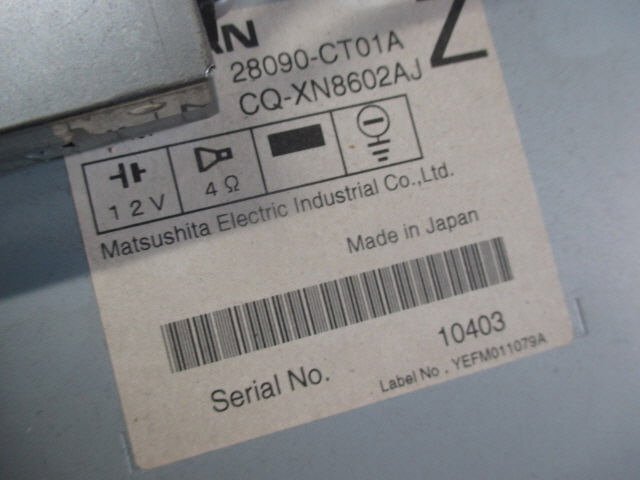 28090-CT01A
Z
CQ-XN8602AJ
12V
4Ω
Matsushita Electric Industrial Co.,Ltd.
Made in Japan
10403
Serial No.
Label No. YEFM011079A